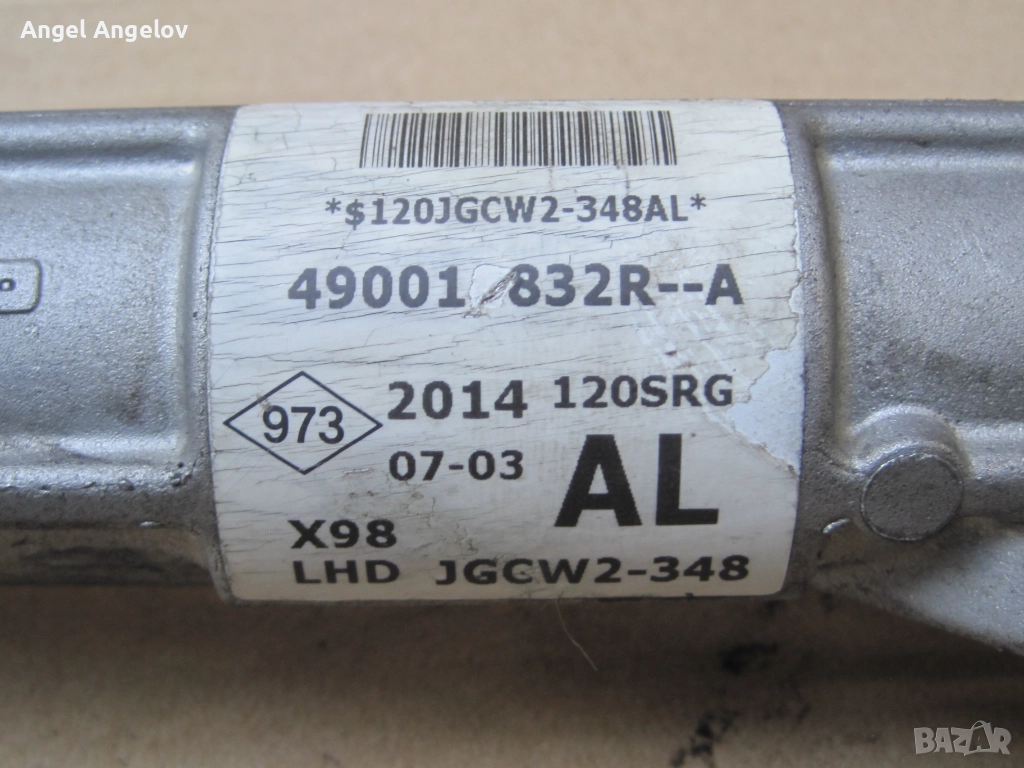 Angel Angelov
*$120JGCW2-348AL*
49001 832R--A
973 2014 120SRG
07-03 AL
X98
LHD JGCW2-348
BAZAR